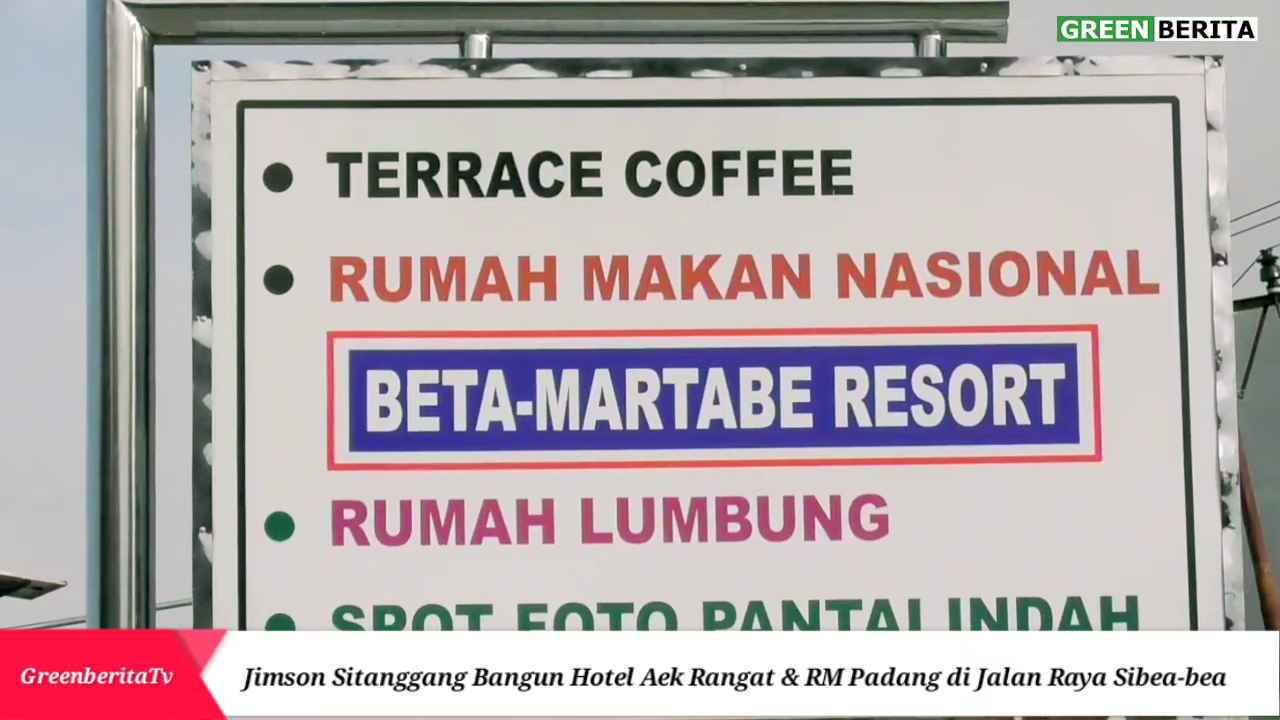 GREEN BERITA
TERRACE COFFEE
RUMAH MAKAN NASIONAL
BETA-MARTABE RESORT
RUMAH LUMBUNG
SPOT FOTO PANTAI INDAH
GreenberitaTv
Jimson Sitanggang Bangun Hotel Aek Rangat & RM Padang di Jalan Raya Sibea-bea